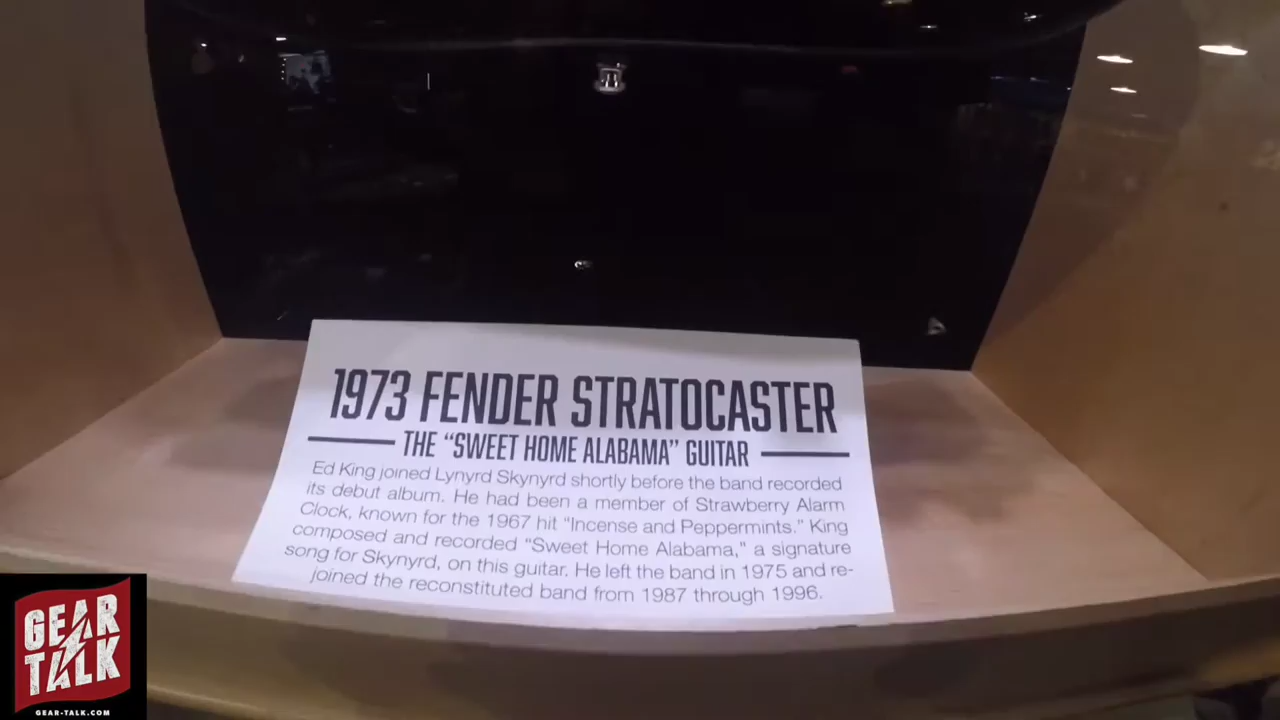 1973 FENDER STRATOCASTER
THE “SWEET HOME ALABAMA” GUITAR
Ed King joined Lynyrd Skynyrd shortly before the band recorded
its debut album. He had been a member of Strawberry Alarm
Clock, known for the 1967 hit “Incense and Peppermints.” King
composed and recorded “Sweet Home Alabama,” a signature
song for Skynyrd, on this guitar. He left the band in 1975 and re-
joined the reconstituted band from 1987 through 1996.
GEAR
TALK
GEAR-TALK.COM